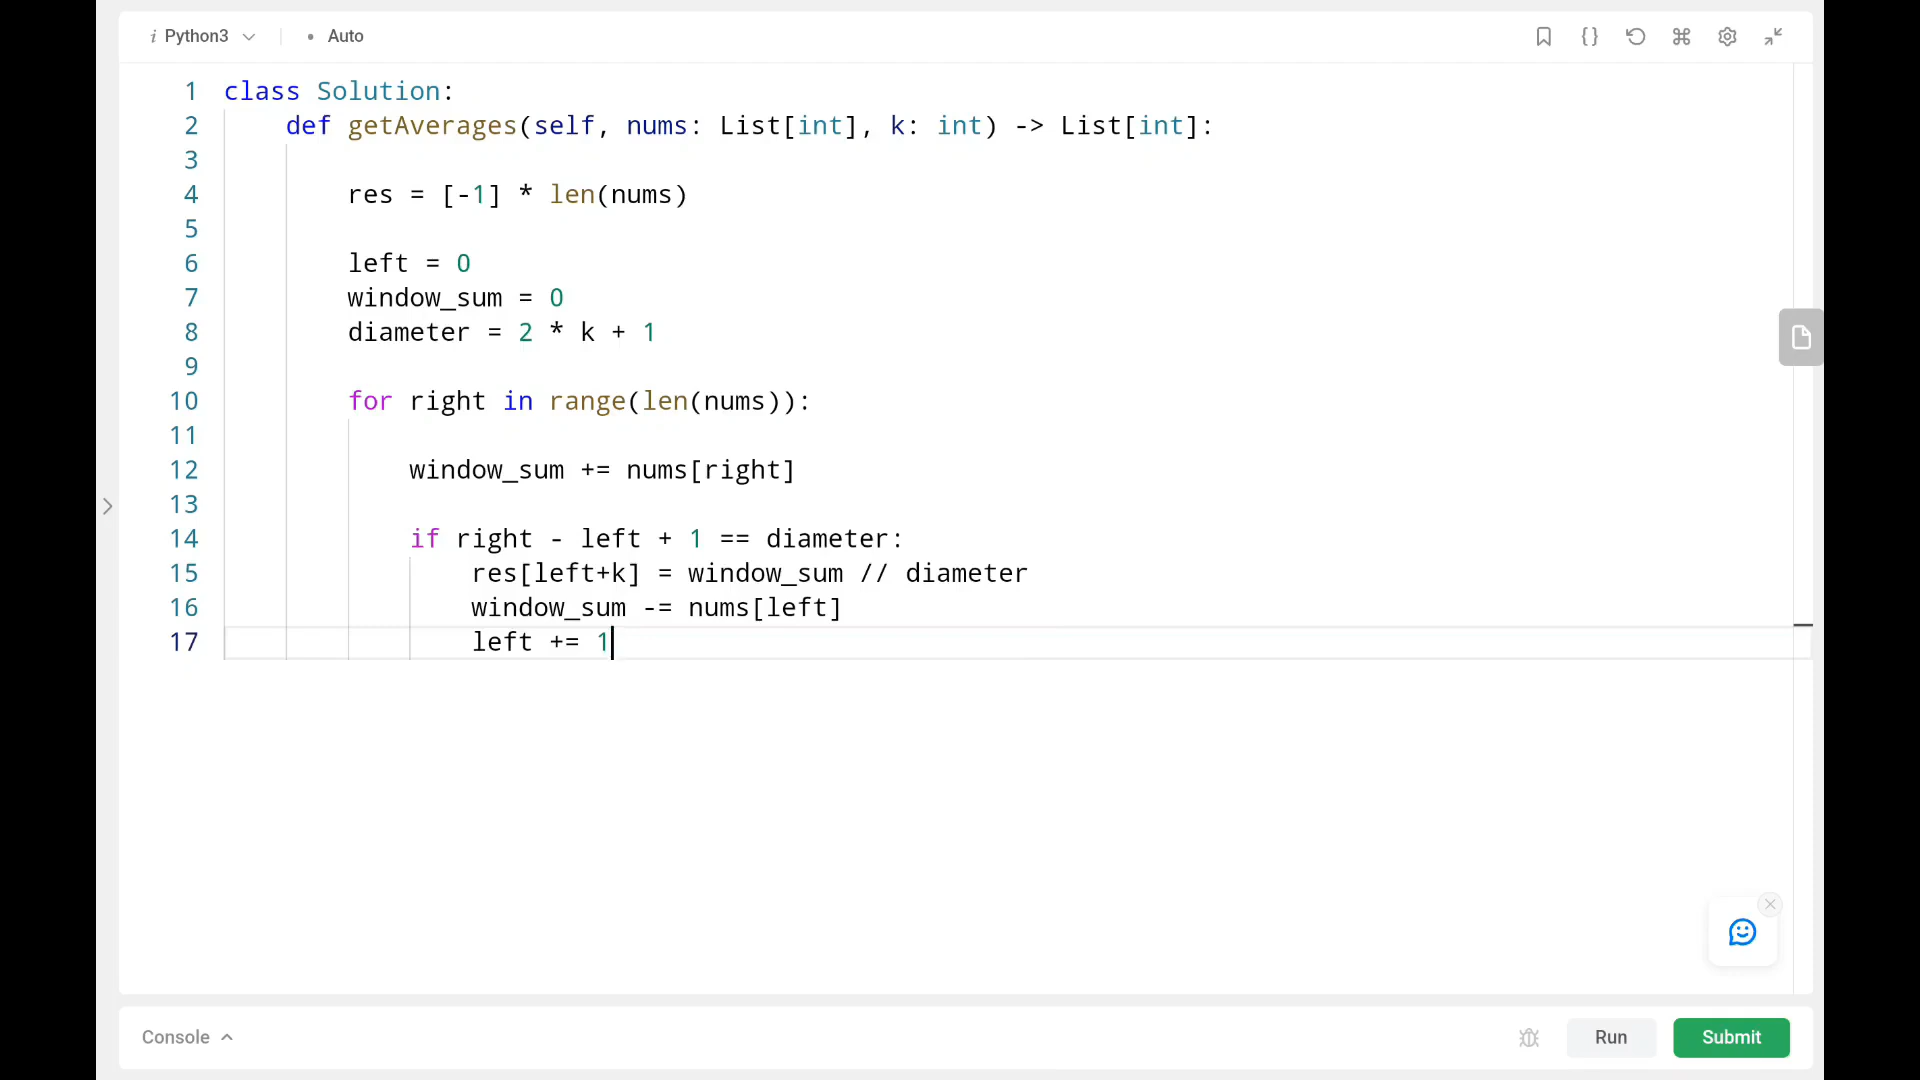 i Python3 • Auto
1 class Solution:
2     def getAverages(self, nums: List[int], k: int) -> List[int]:
3
4         res = [-1] * len(nums)
5
6         left = 0
7         window_sum = 0
8         diameter = 2 * k + 1
9
10         for right in range(len(nums)):
11
12             window_sum += nums[right]
13
14             if right - left + 1 == diameter:
15                 res[left+k] = window_sum // diameter
16                 window_sum -= nums[left]
17                 left += 1
Console Run Submit